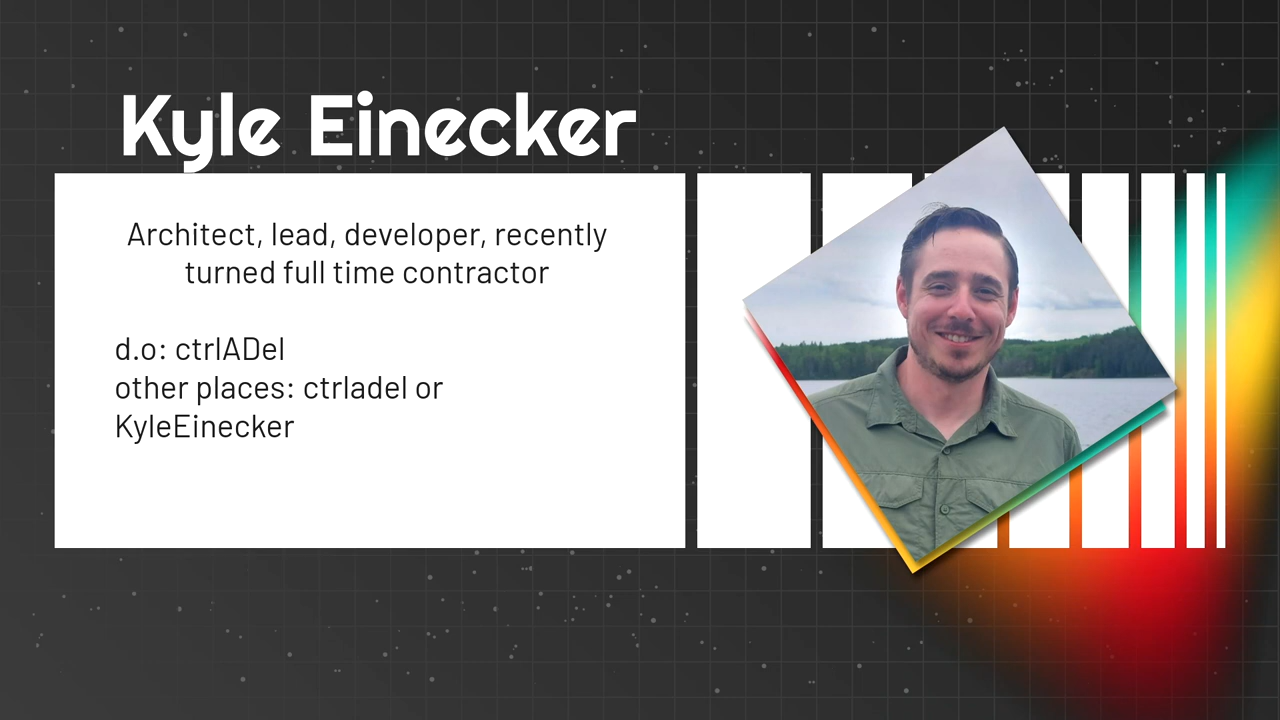 Kyle Einecker
Architect, lead, developer, recently
turned full time contractor
d.o: ctrlADel
other places: ctrladel or
KyleEinecker